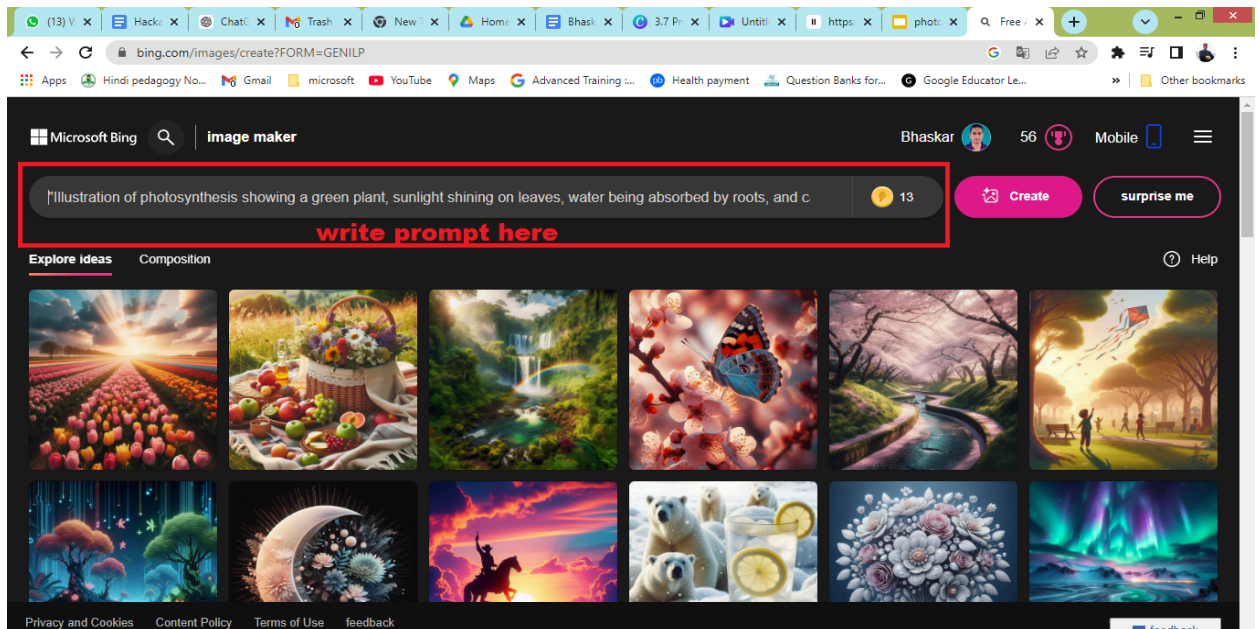 (13) V Hacka ChatG Trash New T Home Bhask 3.7 Pr Untitl https: photo Free A
bing.com/images/create?FORM=GENILP
Apps Hindi pedagogy No... Gmail microsoft YouTube Maps Advanced Training :... Health payment Question Banks for... Google Educator Le... » Other bookmarks
Microsoft Bing image maker Bhaskar 56 Mobile
"Illustration of photosynthesis showing a green plant, sunlight shining on leaves, water being absorbed by roots, and c 13 Create surprise me
write prompt here
Explore ideas Composition Help
Privacy and Cookies Content Policy Terms of Use feedback
feedback